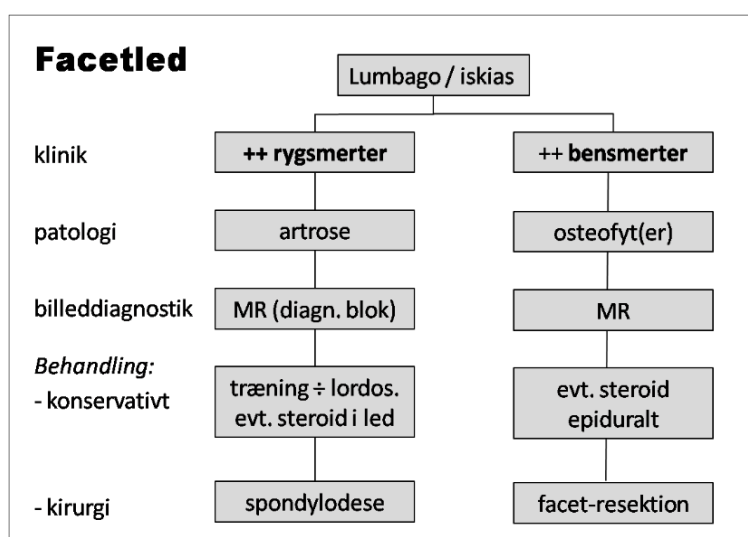 Facetled
Lumbago / iskias
klinik
++ rygsmerter
++ bensmerter
patologi
artrose
osteofyt(er)
billeddiagnostik
MR (diagn. blok)
MR
Behandling:
- konservativt
træning ÷ lordos.
evt. steroid i led
evt. steroid
epiduralt
- kirurgi
spondylodese
facet-resektion